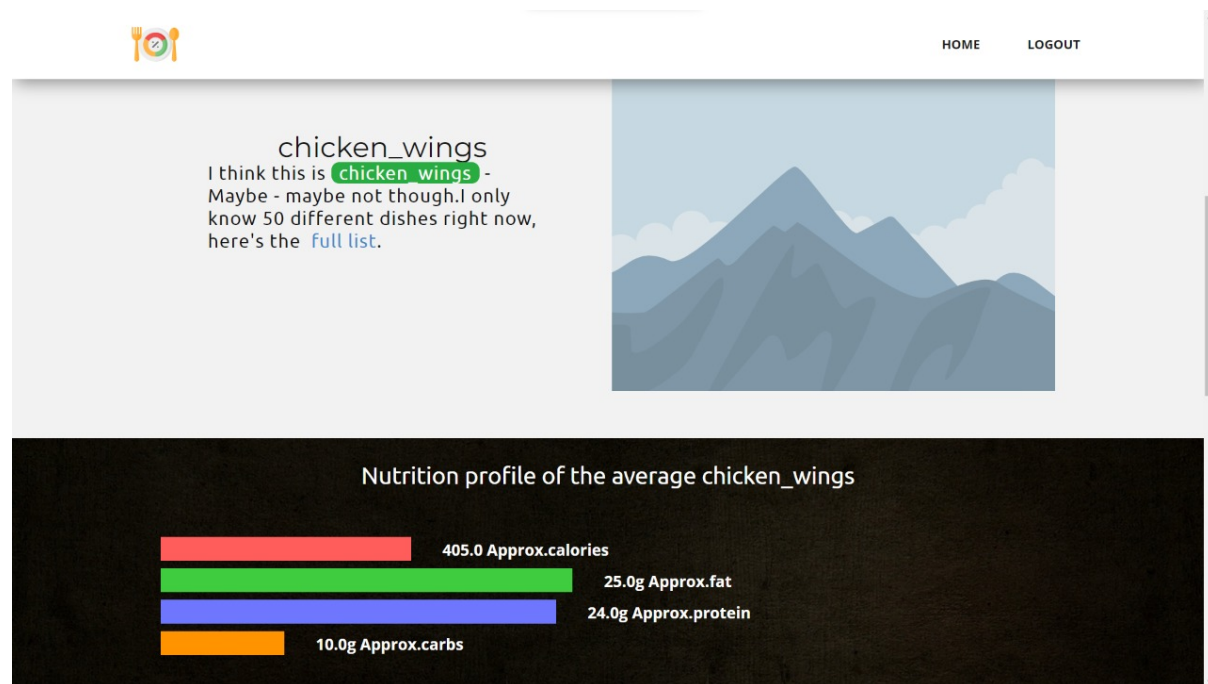 HOME LOGOUT
chicken_wings
I think this is chicken_wings -
Maybe - maybe not though.I only
know 50 different dishes right now,
here's the full list.
Nutrition profile of the average chicken_wings
405.0 Approx.calories
25.0g Approx.fat
24.0g Approx.protein
10.0g Approx.carbs